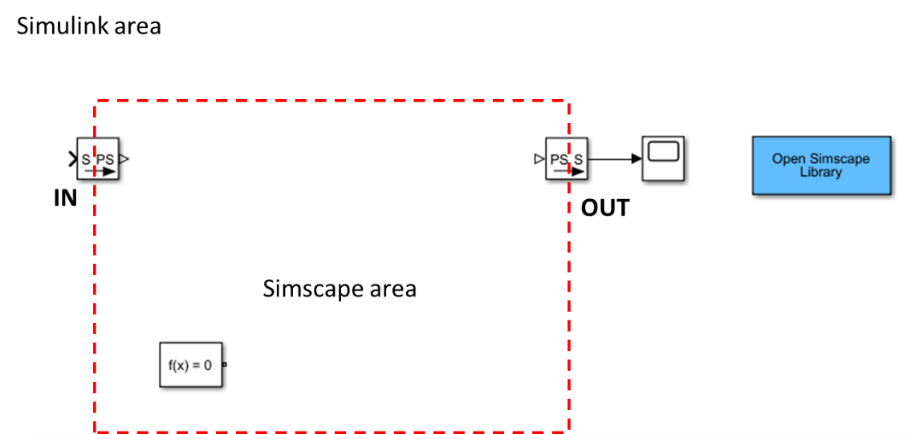 Simulink area
S PS
PS S
Open Simscape
Library
IN
OUT
Simscape area
f(x) = 0